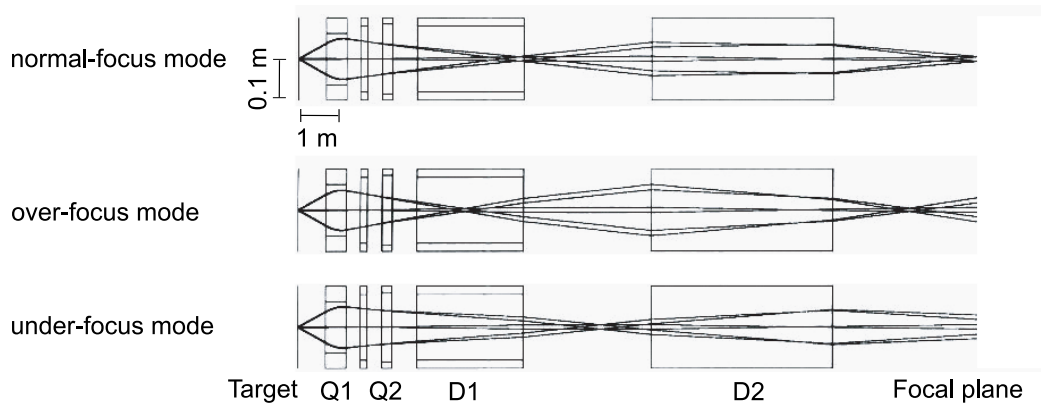 normal-focus mode
0.1 m
1 m
over-focus mode
under-focus mode
Target Q1 Q2 D1 D2 Focal plane